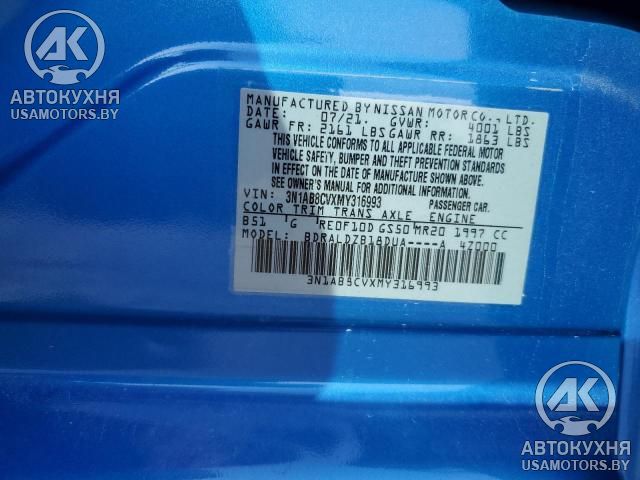 АК
АВТОКУХНЯ
USAMOTORS.BY
MANUFACTURED BY NISSAN MOTOR CO., LTD.
DATE: 07/21. GVWR: 4001 LBS
GAWR FR: 2161 LBS GAWR RR: 1863 LBS
THIS VEHICLE CONFORMS TO ALL APPLICABLE FEDERAL MOTOR
VEHICLE SAFETY, BUMPER AND THEFT PREVENTION STANDARDS
IN EFFECT ON THE DATE OF MANUFACTURE SHOWN ABOVE.
SEE OWNER'S MANUAL FOR ADDITIONAL INFORMATION.
VIN: 3N1AB8CVXMY316993 PASSENGER CAR.
COLOR TRIM TRANS AXLE ENGINE
B51 G RE0F10D GS50 MR20 1997 CC
MODEL: BDRALDZB18DUA----A 4Z000
3N1AB8CVXMY316993
АК
АВТОКУХНЯ
USAMOTORS.BY